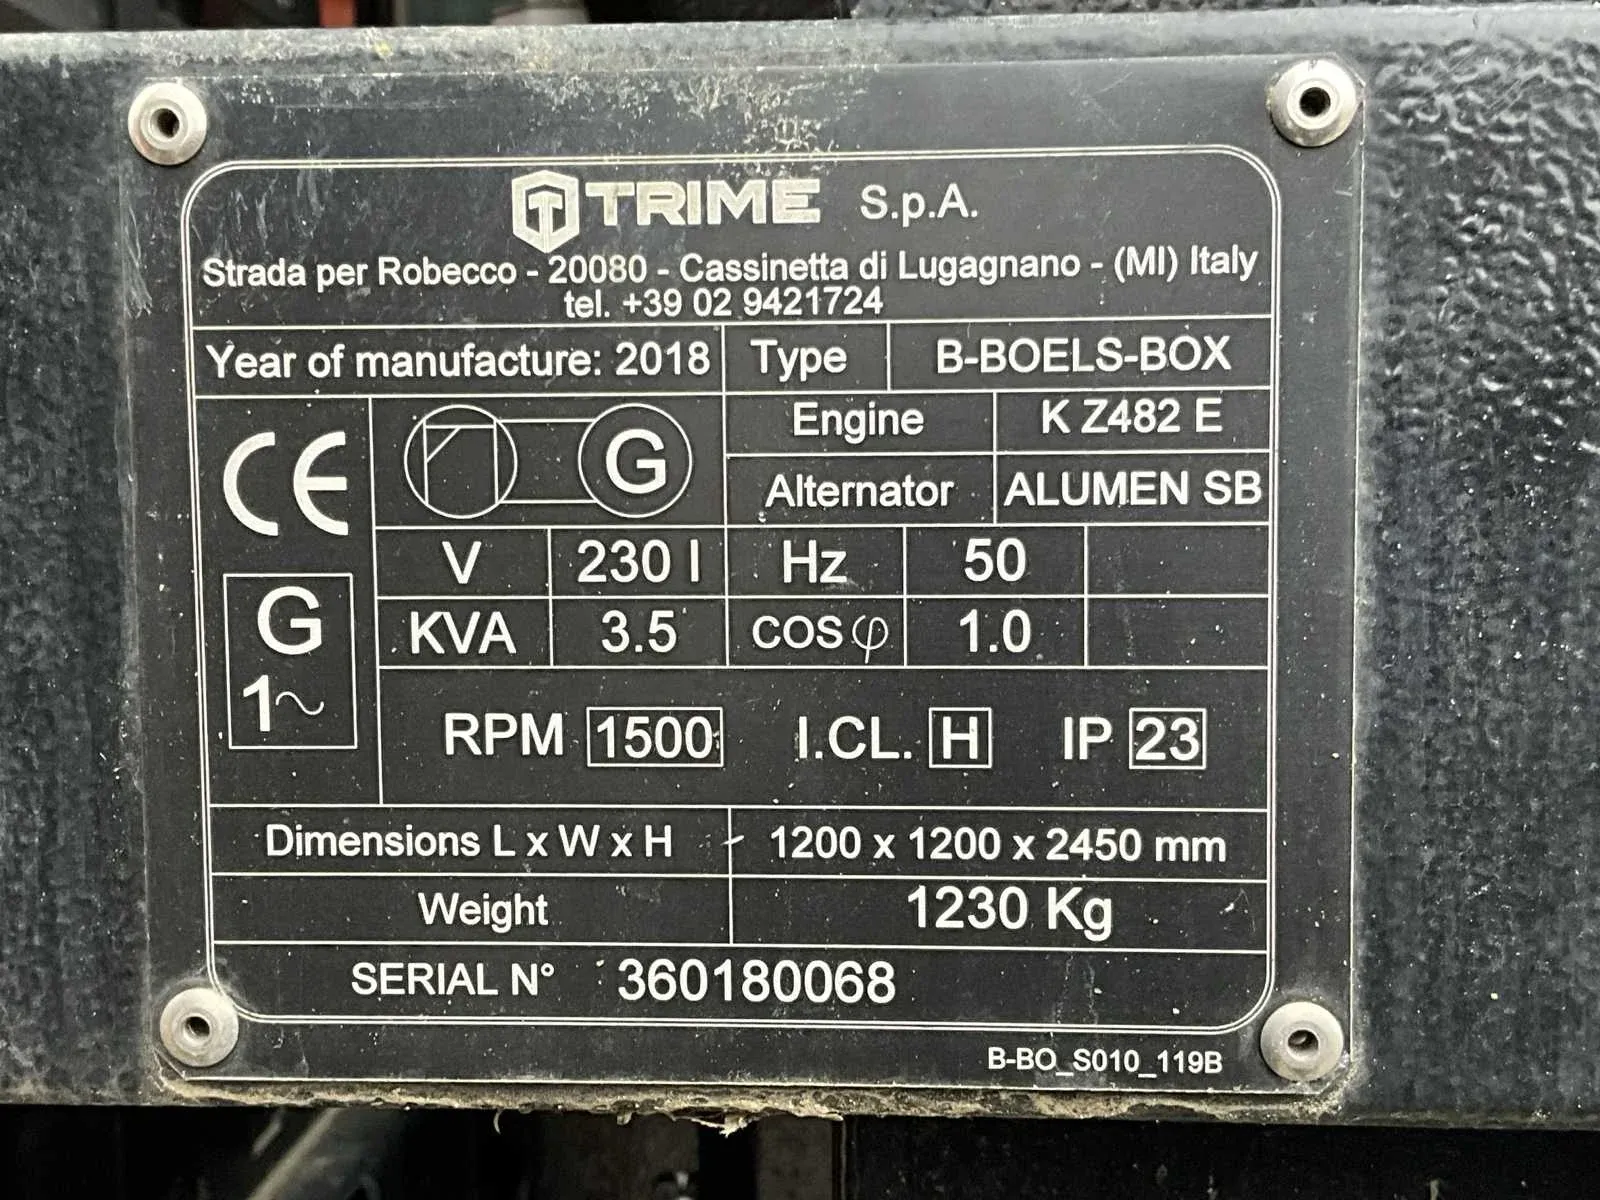 TRIME S.p.A.
Strada per Robecco - 20080 - Cassinetta di Lugagnano - (MI) Italy
tel. +39 02 9421724
Year of manufacture: 2018 Type B-BOELS-BOX
CE G Engine K Z482 E
Alternator ALUMEN SB
V 230 I Hz 50
G 1~ KVA 3.5 COS φ 1.0
RPM 1500 I.CL. H IP 23
Dimensions L x W x H 1200 x 1200 x 2450 mm
Weight 1230 Kg
SERIAL N° 360180068
B-BO_S010_119B